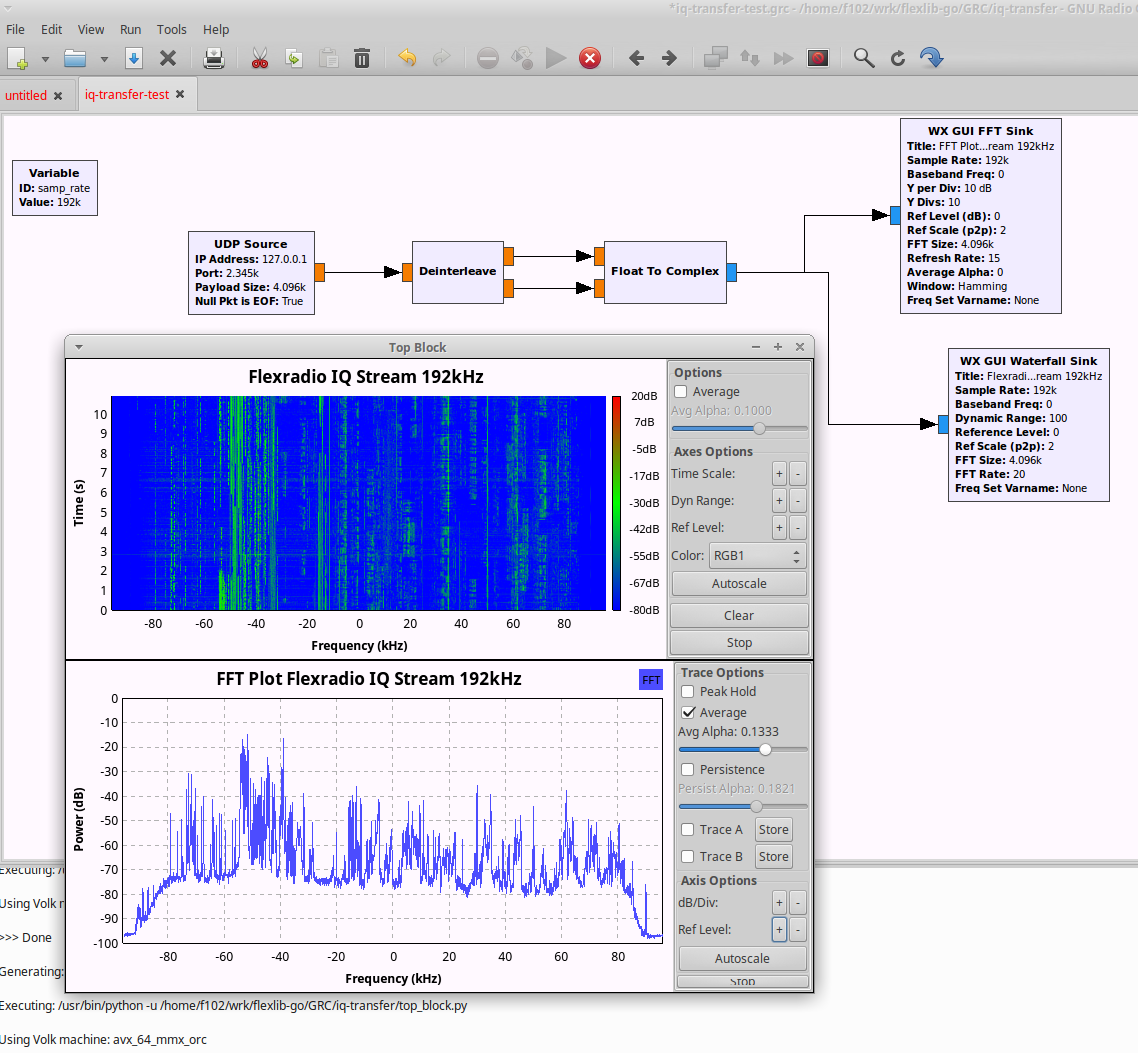 *iq-transfer-test.grc - /home/f102/wrk/flexlib-go/GRC/iq-transfer - GNU Radio
File Edit View Run Tools Help
untitled iq-transfer-test
Variable
ID: samp_rate
Value: 192k
UDP Source
IP Address: 127.0.0.1
Port: 2.345k
Payload Size: 4.096k
Null Pkt is EOF: True
Deinterleave
Float To Complex
WX GUI FFT Sink
Title: FFT Plot...ream 192kHz
Sample Rate: 192k
Baseband Freq: 0
Y per Div: 10 dB
Y Divs: 10
Ref Level (dB): 0
Ref Scale (p2p): 2
FFT Size: 4.096k
Refresh Rate: 15
Average Alpha: 0
Window: Hamming
Freq Set Varname: None
WX GUI Waterfall Sink
Title: Flexradi...ream 192kHz
Sample Rate: 192k
Baseband Freq: 0
Dynamic Range: 100
Reference Level: 0
Ref Scale (p2p): 2
FFT Size: 4.096k
FFT Rate: 20
Freq Set Varname: None
Top Block
Flexradio IQ Stream 192kHz
10
9
8
7
6
5
4
3
2
1
0
Time (s)
-80 -60 -40 -20 0 20 40 60 80
Frequency (kHz)
20dB
7dB
-5dB
-17dB
-30dB
-42dB
-55dB
-67dB
-80dB
Options
Average
Avg Alpha: 0.1000
Axes Options
Time Scale: + -
Dyn Range: + -
Ref Level: + -
Color: RGB1
Autoscale
Clear
Stop
FFT Plot Flexradio IQ Stream 192kHz
FFT
0
-10
-20
-30
-40
-50
-60
-70
-80
-90
-100
Power (dB)
-80 -60 -40 -20 0 20 40 60 80
Frequency (kHz)
Trace Options
Peak Hold
Average
Avg Alpha: 0.1333
Persistence
Persist Alpha: 0.1821
Trace A Store
Trace B Store
Axis Options
dB/Div: + -
Ref Level: + -
Autoscale
Stop
Executing:
Using Volk
>>> Done
Generating:
Executing: /usr/bin/python -u /home/f102/wrk/flexlib-go/GRC/iq-transfer/top_block.py
Using Volk machine: avx_64_mmx_orc